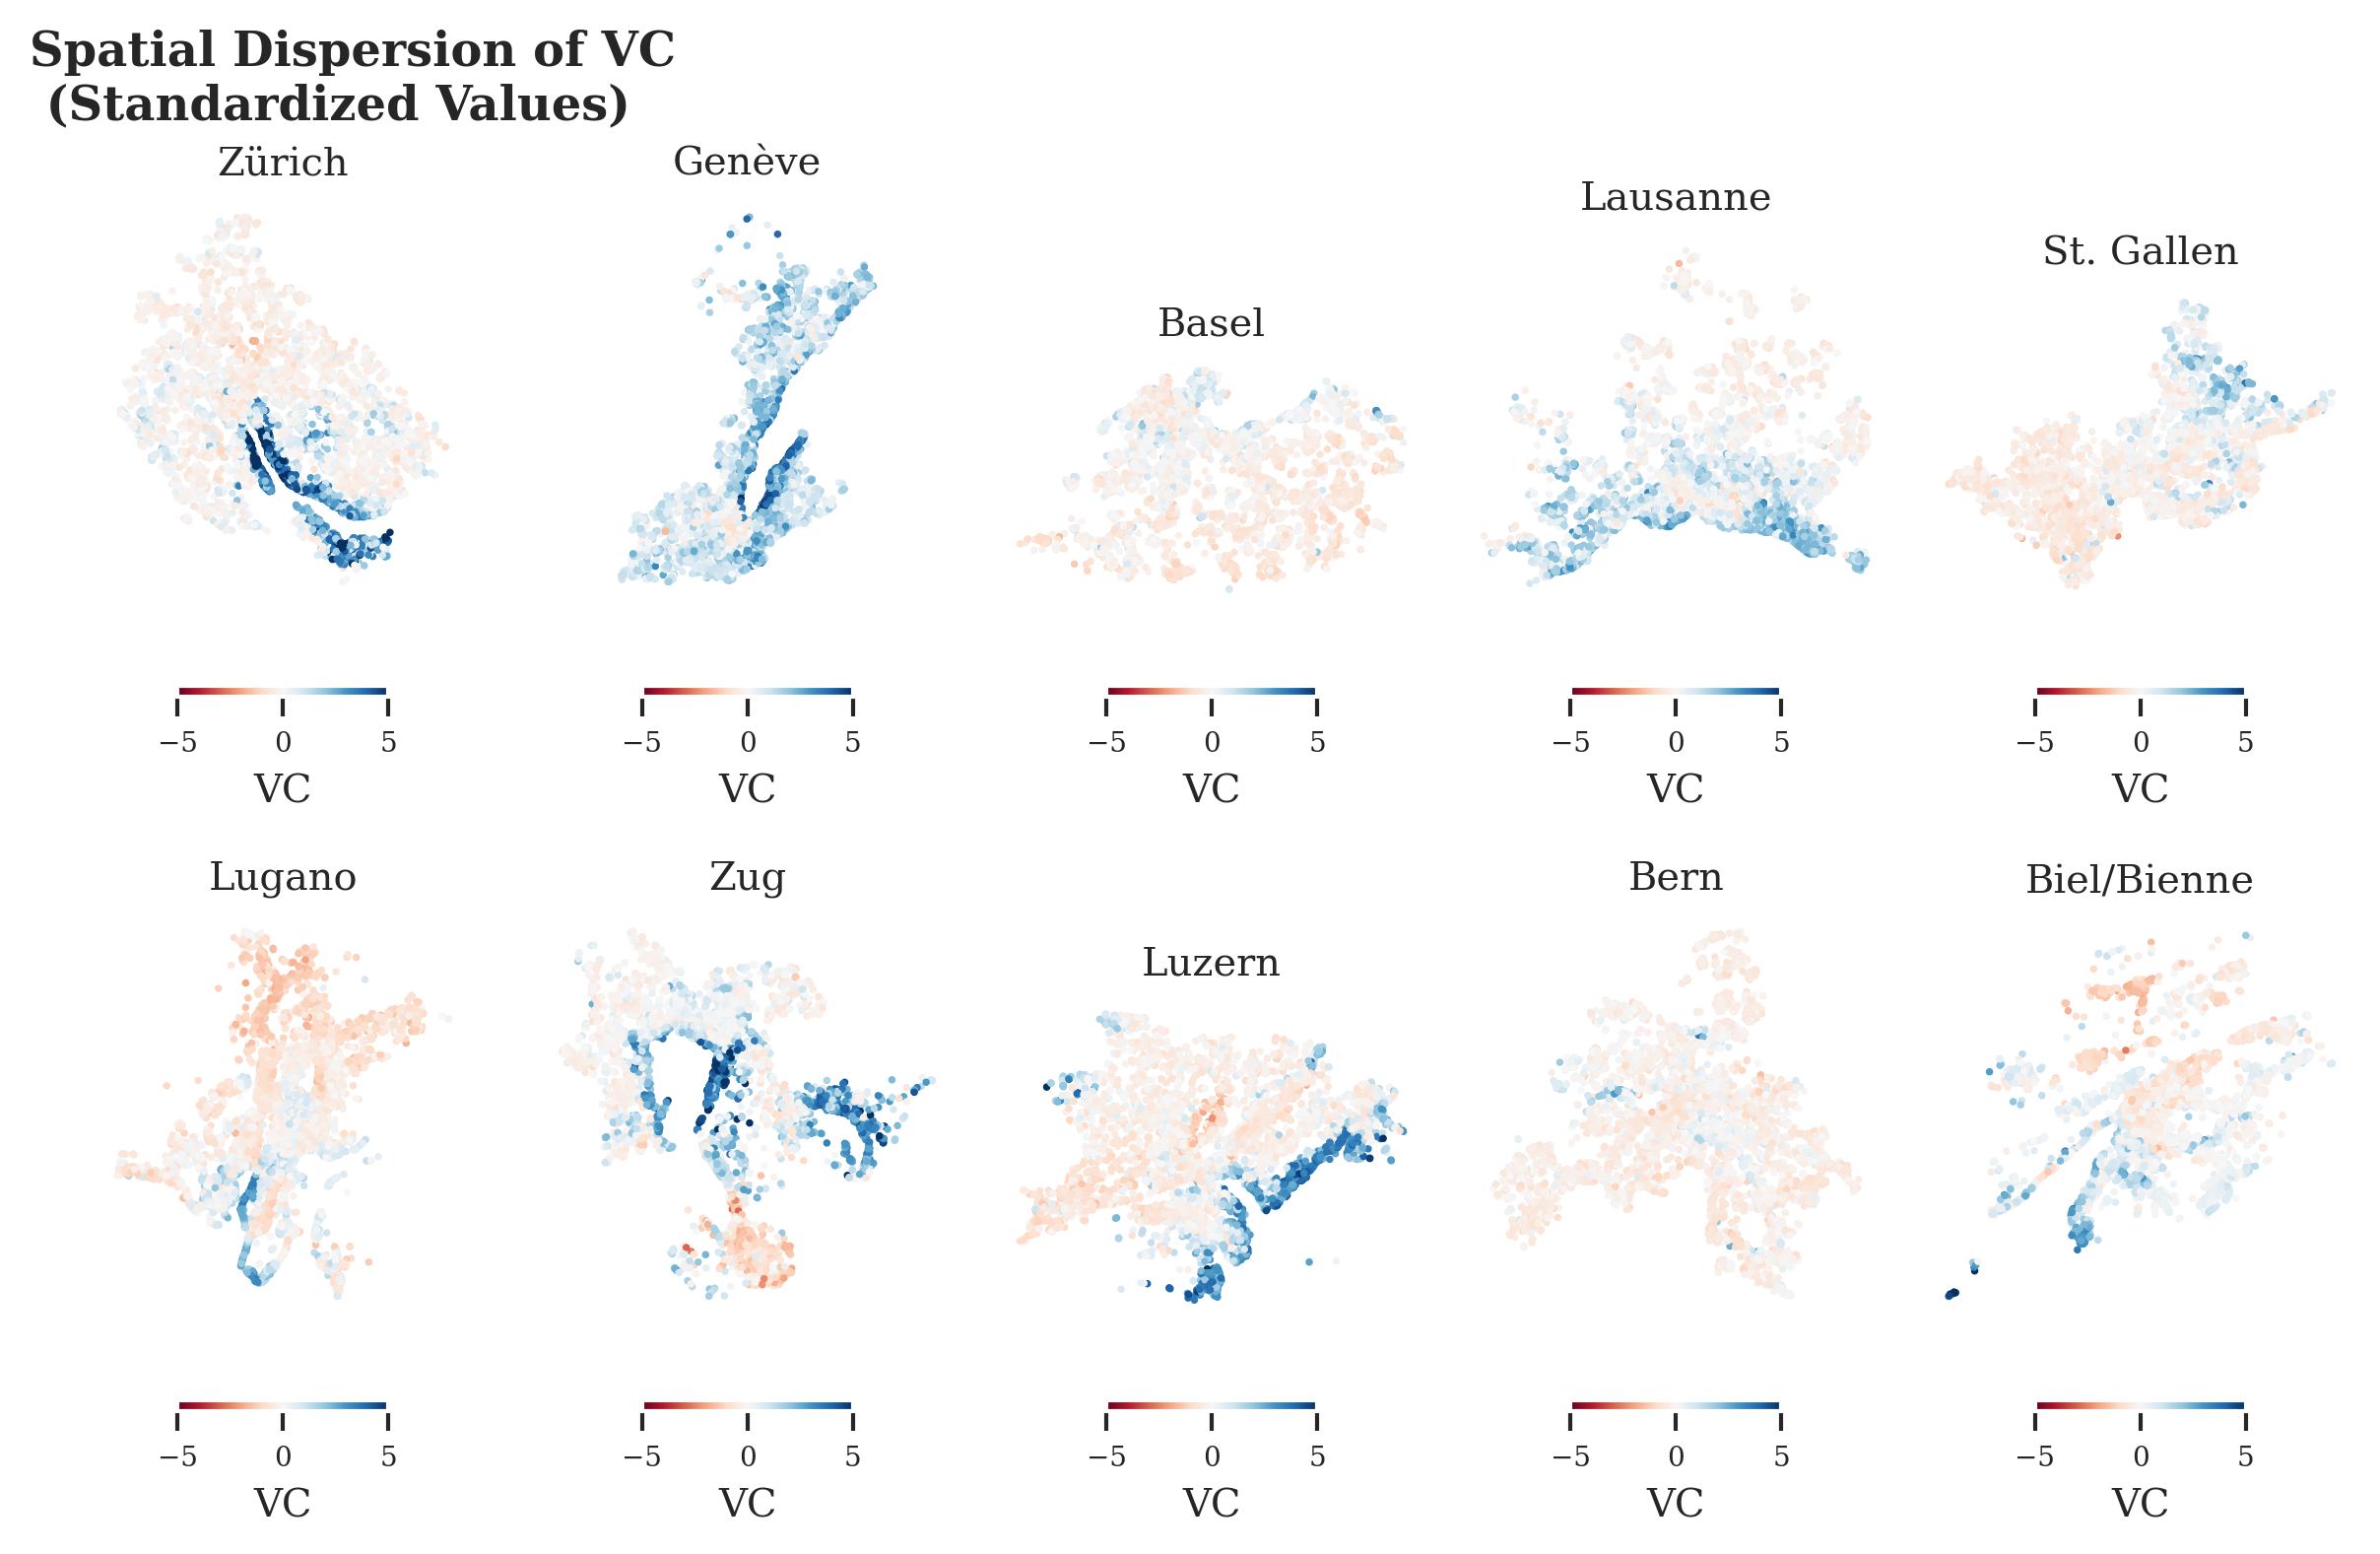 Spatial Dispersion of VC
(Standardized Values)
Zürich
Genève
Basel
Lausanne
St. Gallen
−5 0 5
VC
−5 0 5
VC
−5 0 5
VC
−5 0 5
VC
−5 0 5
VC
Lugano
Zug
Luzern
Bern
Biel/Bienne
−5 0 5
VC
−5 0 5
VC
−5 0 5
VC
−5 0 5
VC
−5 0 5
VC